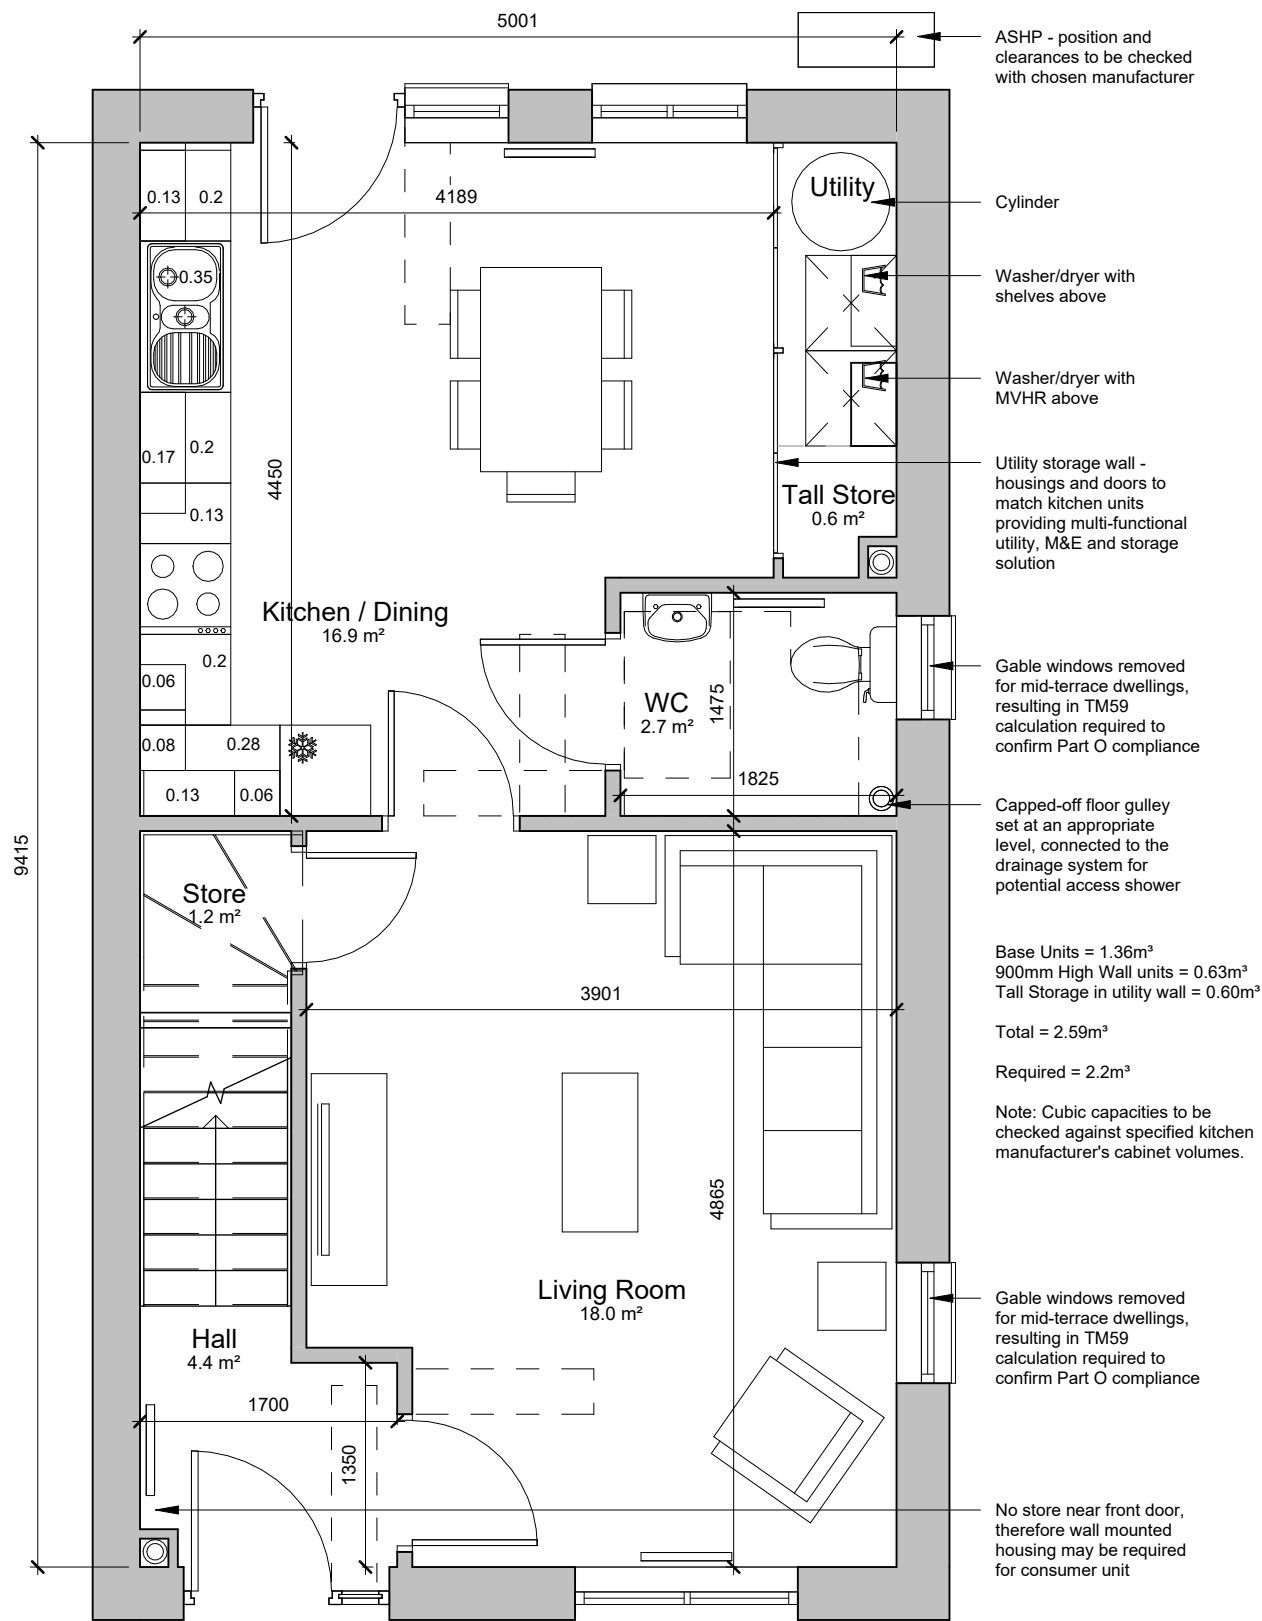 5001
ASHP - position and
clearances to be checked
with chosen manufacturer
0.13
0.2
4189
Utility
Cylinder
0.35
Washer/dryer with
shelves above
Washer/dryer with
MVHR above
0.17
0.2
4450
0.13
Tall Store
0.6 m²
Utility storage wall -
housings and doors to
match kitchen units
providing multi-functional
utility, M&E and storage
solution
Kitchen / Dining
16.9 m²
0.2
0.06
WC
2.7 m²
1475
Gable windows removed
for mid-terrace dwellings,
resulting in TM59
calculation required to
confirm Part O compliance
0.08
0.28
0.13
0.06
1825
Capped-off floor gulley
set at an appropriate
level, connected to the
drainage system for
potential access shower
9415
Store
1.2 m²
3901
Base Units = 1.36m³
900mm High Wall units = 0.63m³
Tall Storage in utility wall = 0.60m³
Total = 2.59m³
Required = 2.2m³
Note: Cubic capacities to be
checked against specified kitchen
manufacturer's cabinet volumes.
4865
Living Room
18.0 m²
Hall
4.4 m²
Gable windows removed
for mid-terrace dwellings,
resulting in TM59
calculation required to
confirm Part O compliance
1700
1350
No store near front door,
therefore wall mounted
housing may be required
for consumer unit